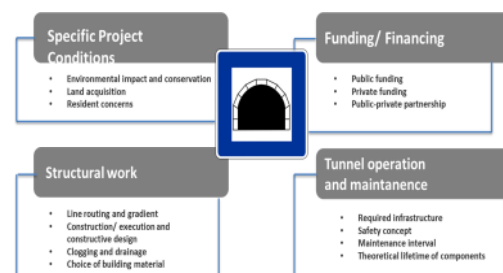 Specific Project
Conditions
• Environmental impact and conservation
• Land acquisition
• Resident concerns
Funding/ Financing
• Public funding
• Private funding
• Public-private partnership
Structural work
• Line routing and gradient
• Construction/ execution and
constructive design
• Clogging and drainage
• Choice of building material
Tunnel operation
and maintanence
• Required infrastructure
• Safety concept
• Maintenance interval
• Theoretical lifetime of components